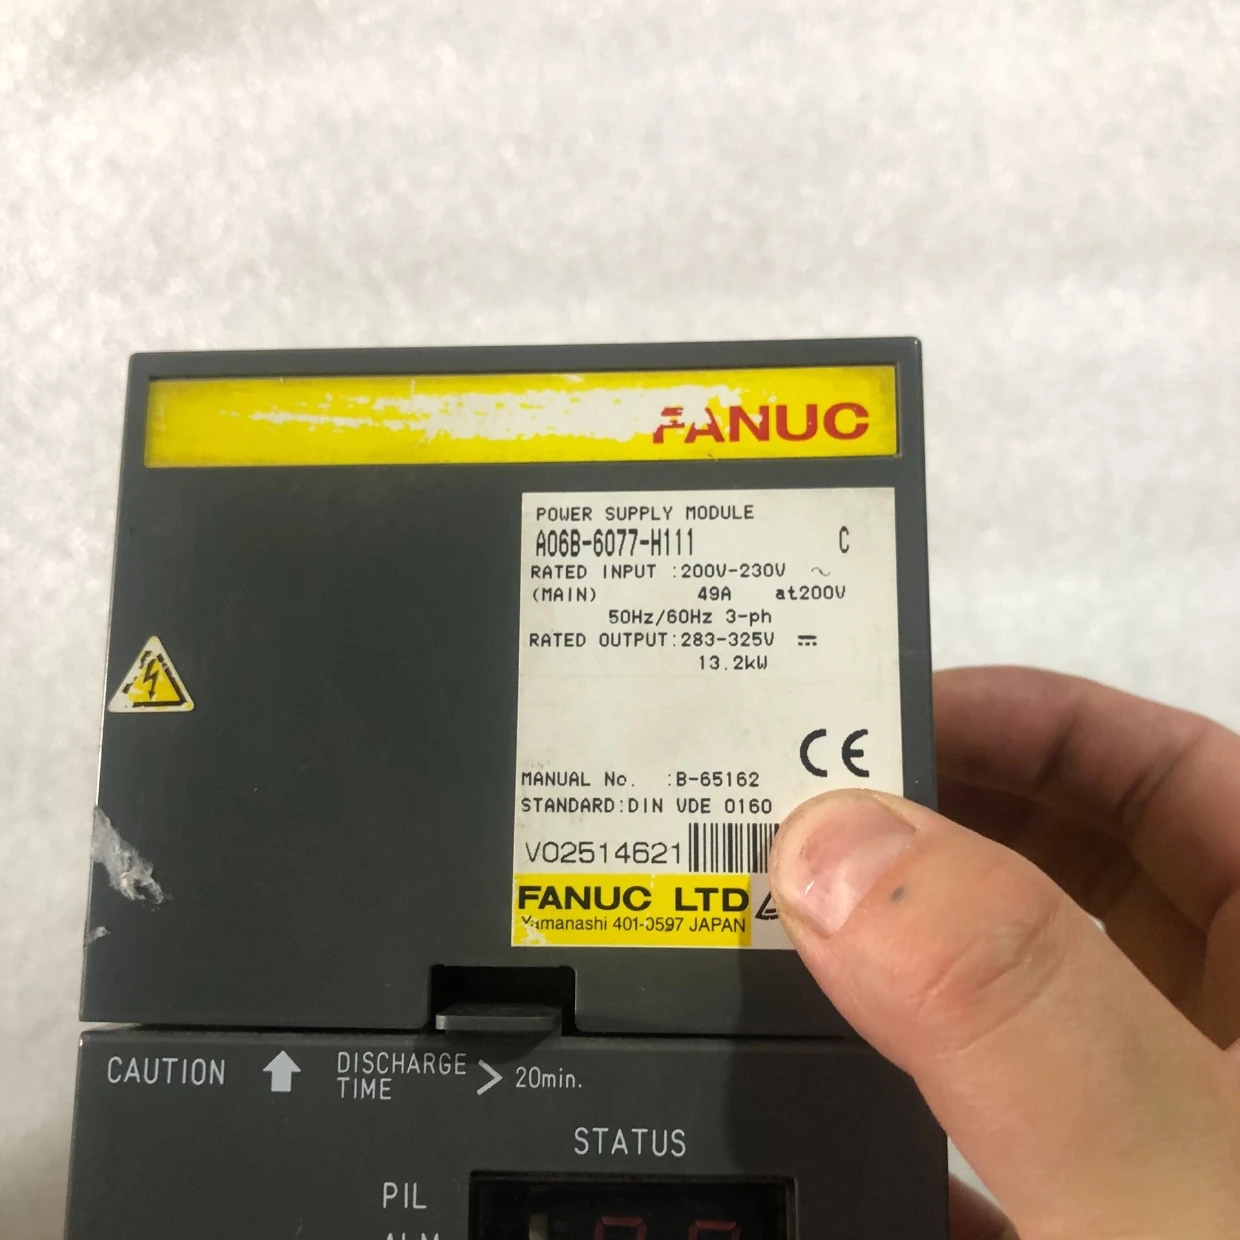 FANUC
POWER SUPPLY MODULE
A06B-6077-H111 C
RATED INPUT :200V-230V ~
(MAIN) 49A at200V
50Hz/60Hz 3-ph
RATED OUTPUT:283-325V ⎓
13.2kW
CE
MANUAL No. :B-65162
STANDARD:DIN VDE 0160
V02514621
FANUC LTD
Yamanashi 401-0597 JAPAN
CAUTION ⬆ DISCHARGE TIME > 20min.
STATUS
PIL
ALM